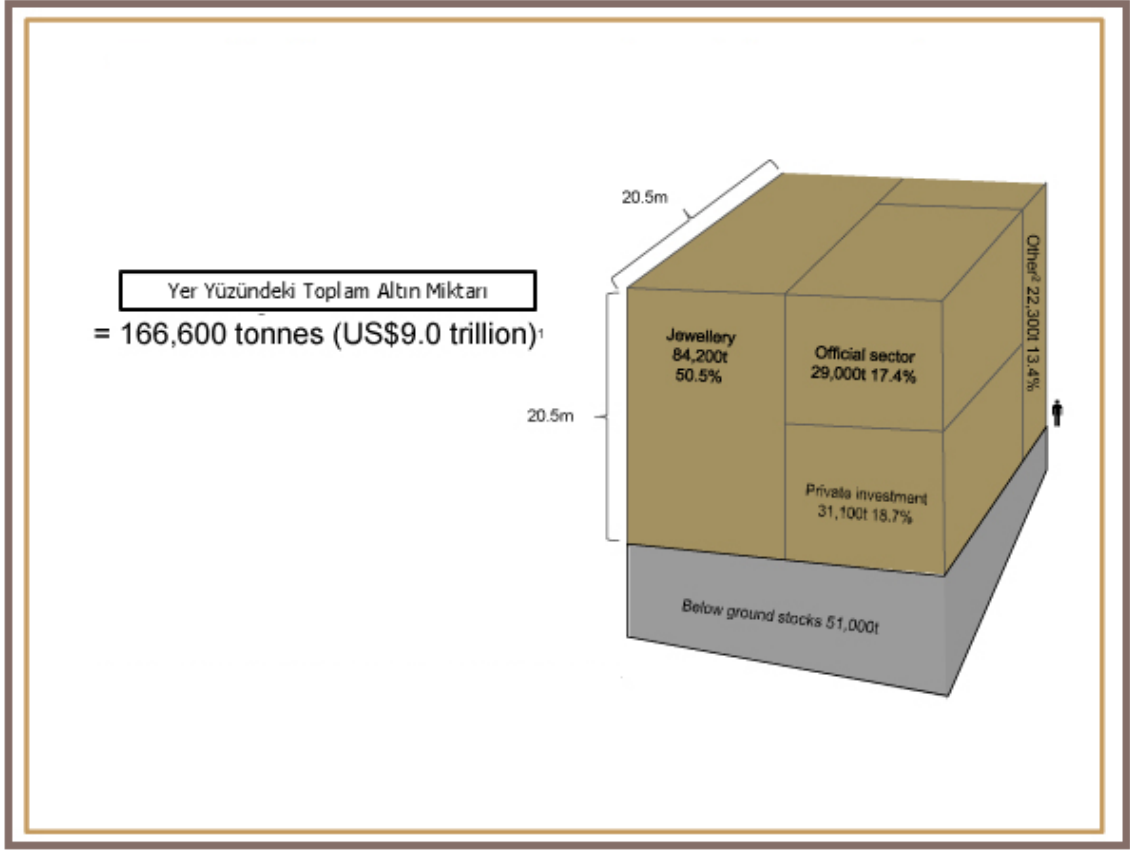 Yer Yüzündeki Toplam Altın Miktarı
= 166,600 tonnes (US$9.0 trillion)¹
20.5m
20.5m
Jewellery
84,200t
50.5%
Official sector
29,000t 17.4%
Other² 22,300t 13.4%
Private investment
31,100t 18.7%
Below ground stocks 51,000t